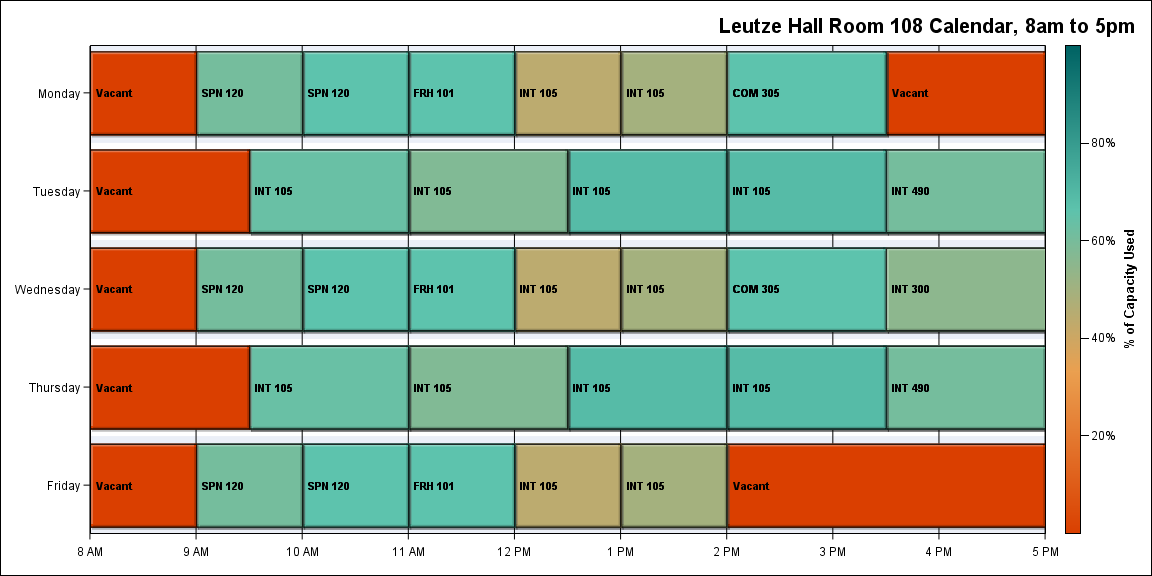 Leutze Hall Room 108 Calendar, 8am to 5pm
Monday
Vacant
SPN 120
SPN 120
FRH 101
INT 105
INT 105
COM 305
Vacant
Tuesday
Vacant
INT 105
INT 105
INT 105
INT 105
INT 490
Wednesday
Vacant
SPN 120
SPN 120
FRH 101
INT 105
INT 105
COM 305
INT 300
Thursday
Vacant
INT 105
INT 105
INT 105
INT 105
INT 490
Friday
Vacant
SPN 120
SPN 120
FRH 101
INT 105
INT 105
Vacant
8 AM
9 AM
10 AM
11 AM
12 PM
1 PM
2 PM
3 PM
4 PM
5 PM
80%
60%
40%
20%
% of Capacity Used